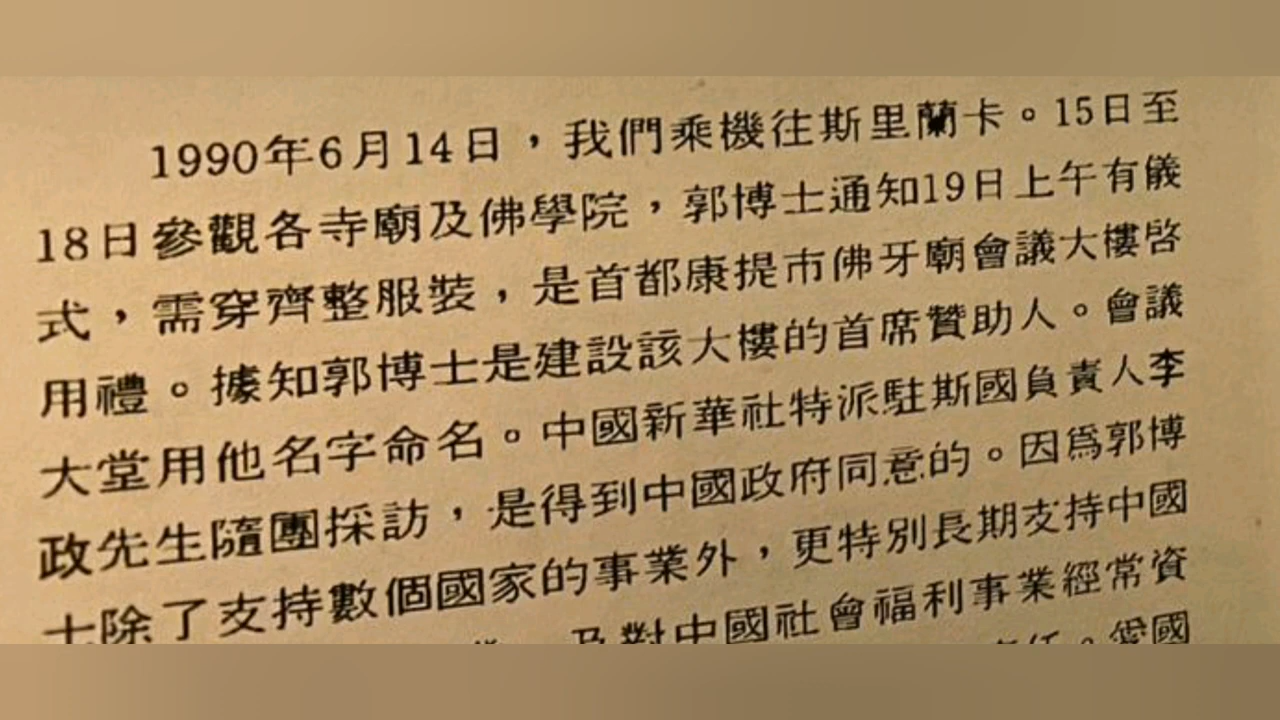 1990年6月14日，我們乘機往斯里蘭卡。15日至
18日參觀各寺廟及佛學院，郭博士通知19日上午有儀
式，需穿齊整服裝，是首都康提市佛牙廟會議大樓啓
用禮。據知郭博士是建設該大樓的首席贊助人。會議
大堂用他名字命名。中國新華社特派駐斯國負責人李
政先生隨團採訪，是得到中國政府同意的。因爲郭博
士除了支持數個國家的事業外，更特別長期支持中國
及對中國社會福利事業經常資
。愛國